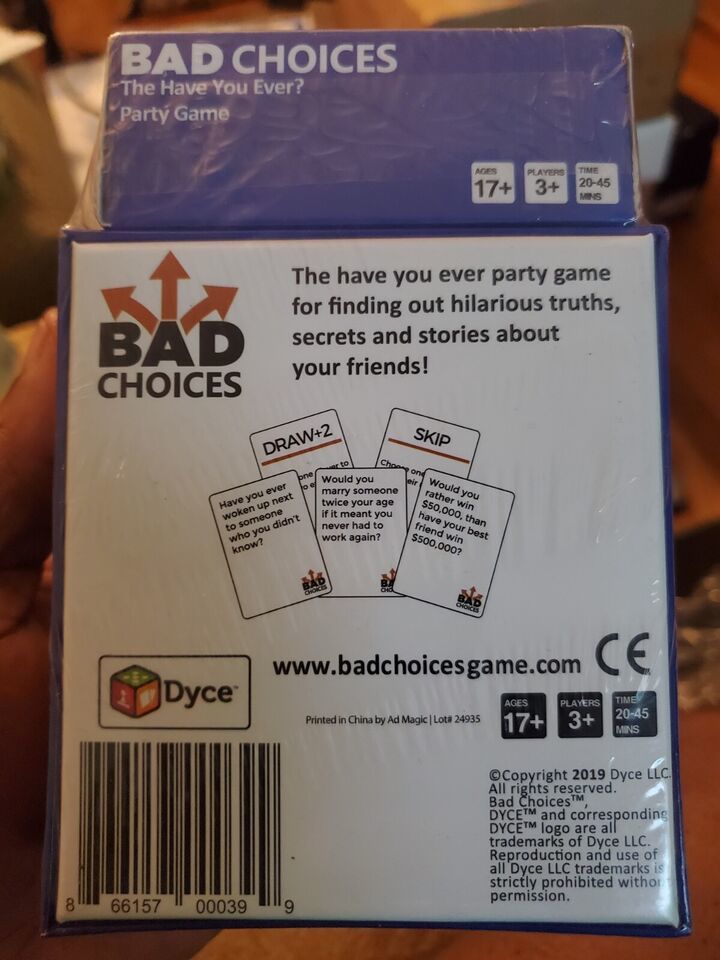 BAD CHOICES
The Have You Ever?
Party Game
AGES
17+
PLAYERS
3+
TIME
20-45
MINS
BAD
CHOICES
The have you ever party game
for finding out hilarious truths,
secrets and stories about
your friends!
DRAW+2
SKIP
Have you ever
woken up next
to someone
who you didn't
know?
BAD
CHOICES
Would you
marry someone
twice your age
if it meant you
never had to
work again?
Would you
rather win
$50,000, than
have your best
friend win
$500,000?
BAD
CHOICES
Dyce™
www.badchoicesgame.com
CE
Printed in China by Ad Magic | Lot# 24935
AGES
17+
PLAYERS
3+
TIME
20-45
MINS
©Copyright 2019 Dyce LLC.
All rights reserved.
Bad Choices™,
DYCE™ and corresponding
DYCE™ logo are all
trademarks of Dyce LLC.
Reproduction and use of
all Dyce LLC trademarks is
strictly prohibited without
permission.
8 66157 00039 9